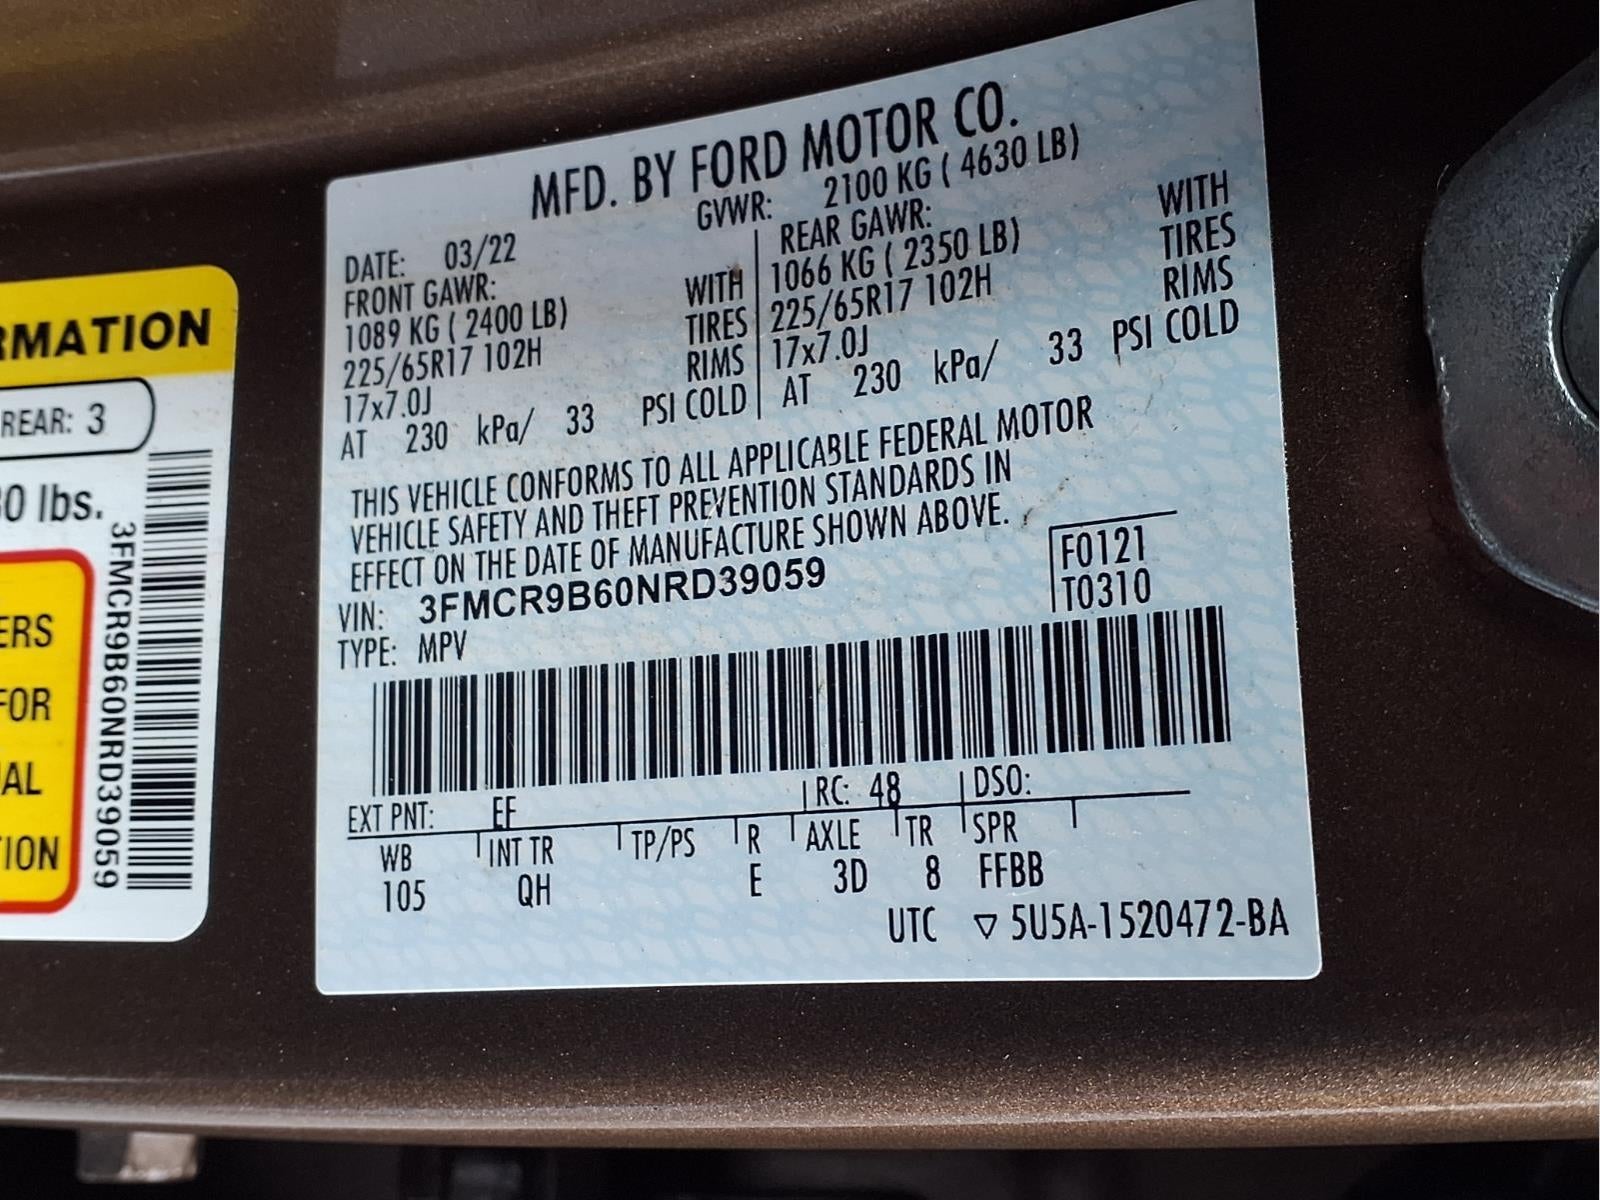 RMATION
REAR: 3
0 lbs.
ERS
FOR
AL
TION
3FMCR9B60NRD39059
MFD. BY FORD MOTOR CO.
DATE: 03/22 GVWR: 2100 KG ( 4630 LB)
FRONT GAWR: REAR GAWR:
1089 KG ( 2400 LB) WITH 1066 KG ( 2350 LB) WITH
225/65R17 102H TIRES 225/65R17 102H TIRES
17x7.0J RIMS 17x7.0J RIMS
AT 230 kPa/ 33 PSI COLD AT 230 kPa/ 33 PSI COLD
THIS VEHICLE CONFORMS TO ALL APPLICABLE FEDERAL MOTOR
VEHICLE SAFETY AND THEFT PREVENTION STANDARDS IN
EFFECT ON THE DATE OF MANUFACTURE SHOWN ABOVE.
VIN: 3FMCR9B60NRD39059 F0121
TYPE: MPV T0310
EXT PNT: EF RC: 48 DSO:
WB INT TR TP/PS R AXLE TR SPR
105 QH E 3D 8 FFBB
UTC ▽ 5U5A-1520472-BA